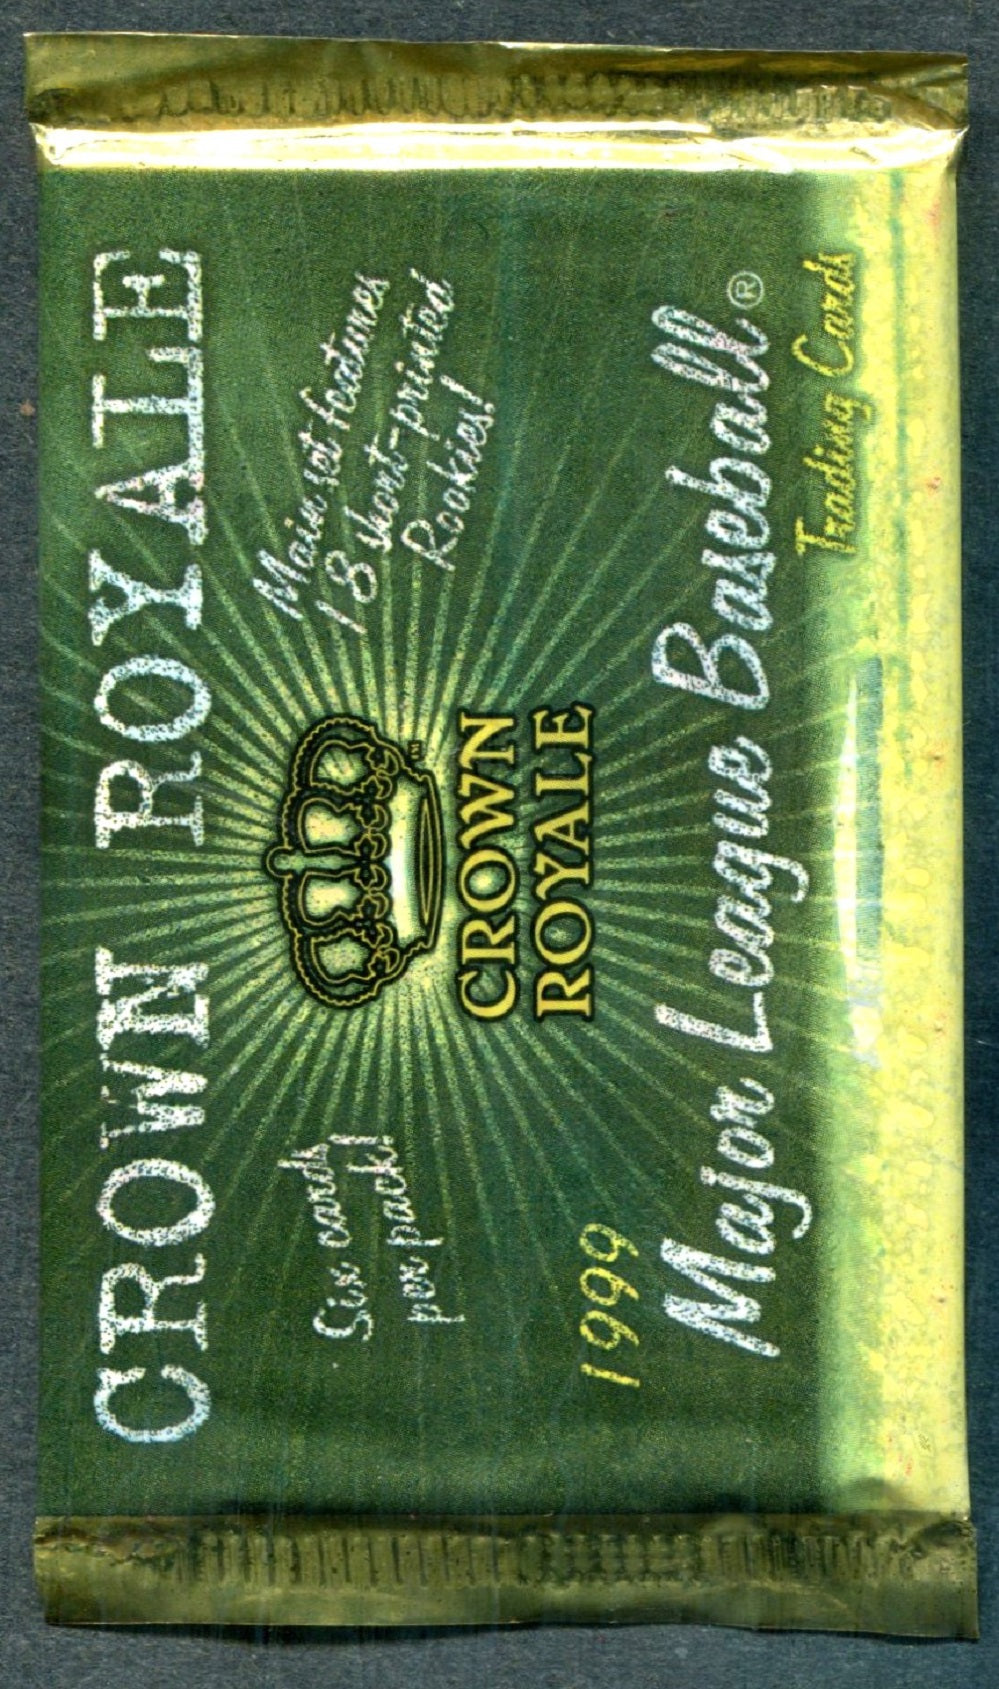 CROWN ROYALE
Six cards
per pack!
Main set features
18 short-printed
Rookies!
™
CROWN
ROYALE
1999
Major League Baseball®
Trading Cards